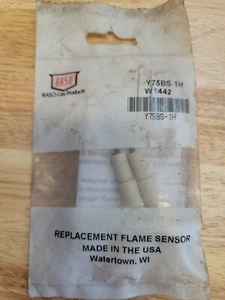 BASO
BASO Gas Products
Y75BS-1H
W1442
Y75BS-1H
REPLACEMENT FLAME SENSOR
MADE IN THE USA
Watertown, WI